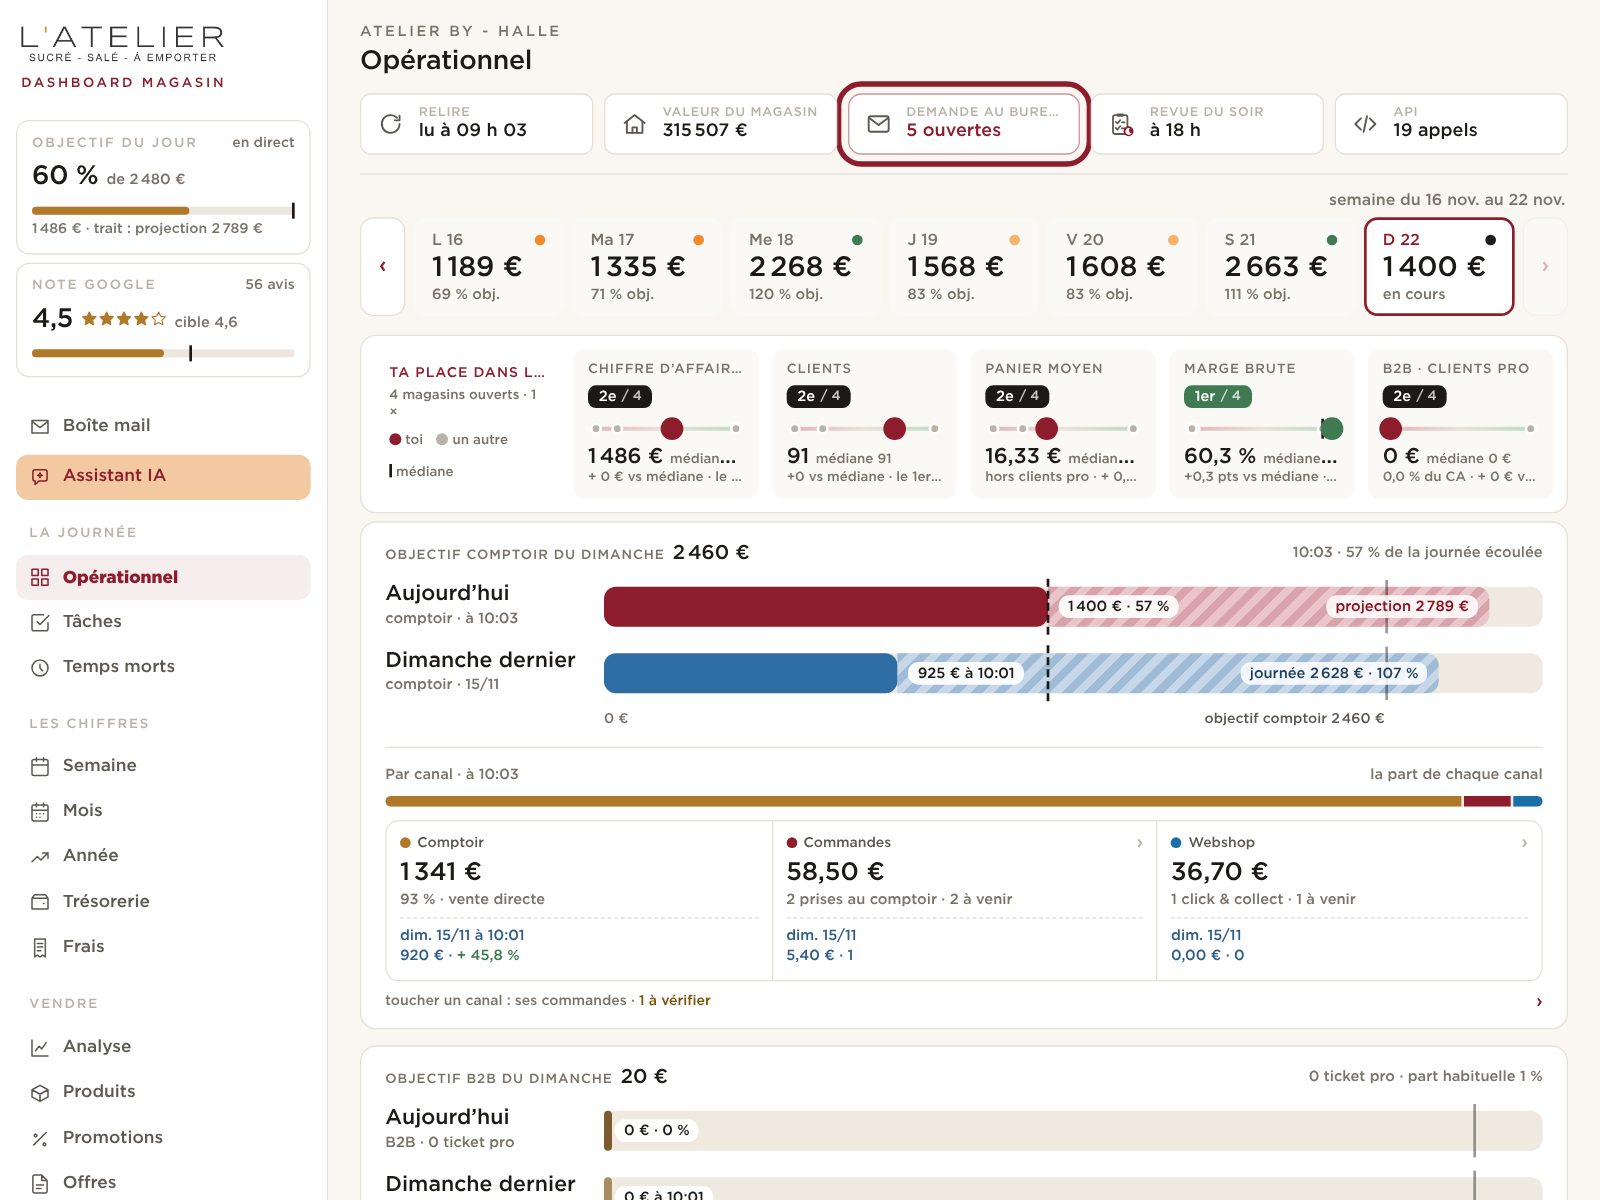 L'ATELIER
SUCRÉ - SALÉ - À EMPORTER
DASHBOARD MAGASIN
OBJECTIF DU JOUR en direct
60 % de 2 480 €
1 486 € · trait : projection 2 789 €
NOTE GOOGLE 56 avis
4,5 cible 4,6
Boîte mail
Assistant IA
LA JOURNÉE
Opérationnel
Tâches
Temps morts
LES CHIFFRES
Semaine
Mois
Année
Trésorerie
Frais
VENDRE
Analyse
Produits
Promotions
Offres
ATELIER BY - HALLE
Opérationnel
RELIRE
lu à 09 h 03
VALEUR DU MAGASIN
315 507 €
DEMANDE AU BURE...
5 ouvertes
REVUE DU SOIR
à 18 h
API
19 appels
semaine du 16 nov. au 22 nov.
‹
L 16
1 189 €
69 % obj.
Ma 17
1 335 €
71 % obj.
Me 18
2 268 €
120 % obj.
J 19
1 568 €
83 % obj.
V 20
1 608 €
83 % obj.
S 21
2 663 €
111 % obj.
D 22
1 400 €
en cours
›
TA PLACE DANS L...
4 magasins ouverts · 1
×
toi un autre
médiane
CHIFFRE D'AFFAIR...
2e / 4
1 486 € médian...
+ 0 € vs médiane · le ...
CLIENTS
2e / 4
91 médiane 91
+0 vs médiane · le 1er...
PANIER MOYEN
2e / 4
16,33 € médian...
hors clients pro · + 0,...
MARGE BRUTE
1er / 4
60,3 % médiane...
+0,3 pts vs médiane ·...
B2B · CLIENTS PRO
2e / 4
0 € médiane 0 €
0,0 % du CA · + 0 € v...
OBJECTIF COMPTOIR DU DIMANCHE 2 460 €
10:03 · 57 % de la journée écoulée
Aujourd'hui
comptoir · à 10:03
1 400 € · 57 %
projection 2 789 €
Dimanche dernier
comptoir · 15/11
925 € à 10:01
journée 2 628 € · 107 %
0 €
objectif comptoir 2 460 €
Par canal · à 10:03
la part de chaque canal
Comptoir
1 341 €
93 % · vente directe
dim. 15/11 à 10:01
920 € · + 45,8 %
Commandes ›
58,50 €
2 prises au comptoir · 2 à venir
dim. 15/11
5,40 € · 1
Webshop ›
36,70 €
1 click & collect · 1 à venir
dim. 15/11
0,00 € · 0
toucher un canal : ses commandes · 1 à vérifier ›
OBJECTIF B2B DU DIMANCHE 20 €
0 ticket pro · part habituelle 1 %
Aujourd'hui
B2B · 0 ticket pro
0 € · 0 %
Dimanche dernier
0 € à 10:01